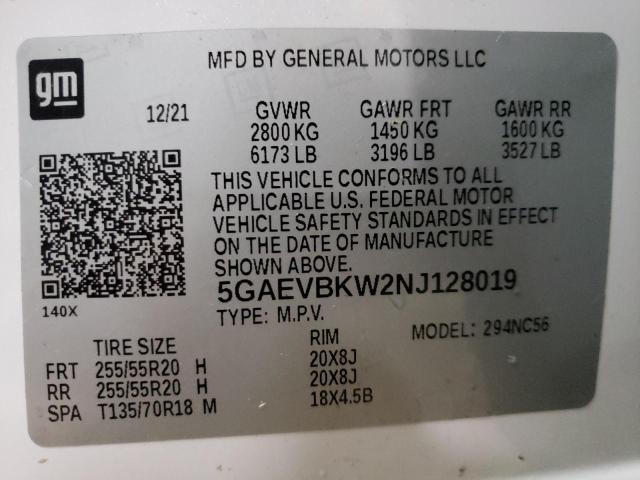 gm
MFD BY GENERAL MOTORS LLC
12/21
GVWR GAWR FRT GAWR RR
2800 KG 1450 KG 1600 KG
6173 LB 3196 LB 3527 LB
THIS VEHICLE CONFORMS TO ALL
APPLICABLE U.S. FEDERAL MOTOR
VEHICLE SAFETY STANDARDS IN EFFECT
ON THE DATE OF MANUFACTURE
SHOWN ABOVE.
140X
5GAEVBKW2NJ128019
TYPE: M.P.V. MODEL: 294NC56
TIRE SIZE RIM
FRT 255/55R20 H 20X8J
RR 255/55R20 H 20X8J
SPA T135/70R18 M 18X4.5B